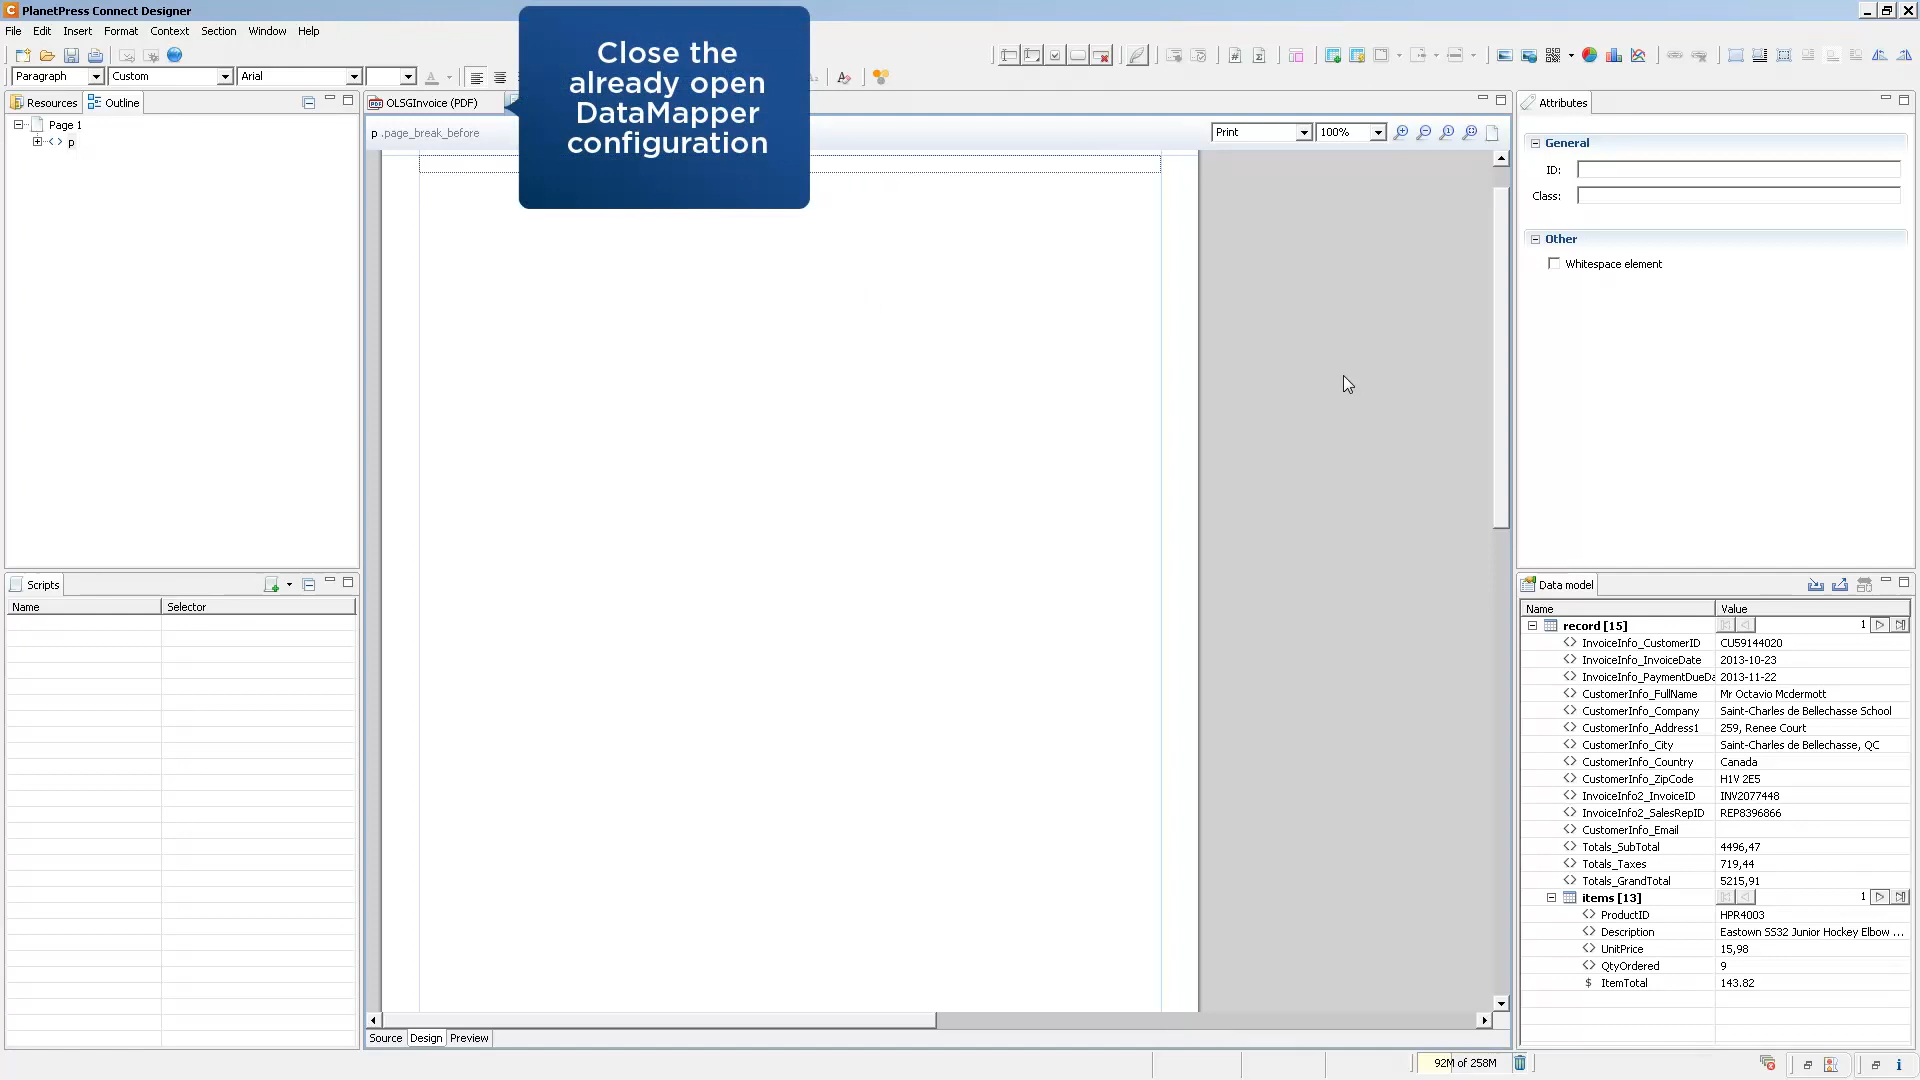 PlanetPress Connect Designer
File Edit Insert Format Context Section Window Help
Paragraph Custom Arial
Close the
already open
DataMapper
configuration
Resources Outline
Page 1
p
OLSGInvoice (PDF)
p .page_break_before
Print 100%
Attributes
General
ID:
Class:
Other
Whitespace element
Scripts
Name Selector
Data model
Name Value
record [15] 1
InvoiceInfo_CustomerID CU59144020
InvoiceInfo_InvoiceDate 2013-10-23
InvoiceInfo_PaymentDueDa 2013-11-22
CustomerInfo_FullName Mr Octavio Mcdermott
CustomerInfo_Company Saint-Charles de Bellechasse School
CustomerInfo_Address1 259, Renee Court
CustomerInfo_City Saint-Charles de Bellechasse, QC
CustomerInfo_Country Canada
CustomerInfo_ZipCode H1V 2E5
InvoiceInfo2_InvoiceID INV2077448
InvoiceInfo2_SalesRepID REP8396866
CustomerInfo_Email
Totals_SubTotal 4496,47
Totals_Taxes 719,44
Totals_GrandTotal 5215,91
items [13] 1
ProductID HPR4003
Description Eastown SS32 Junior Hockey Elbow ...
UnitPrice 15,98
QtyOrdered 9
$ ItemTotal 143.82
Source Design Preview
92M of 258M